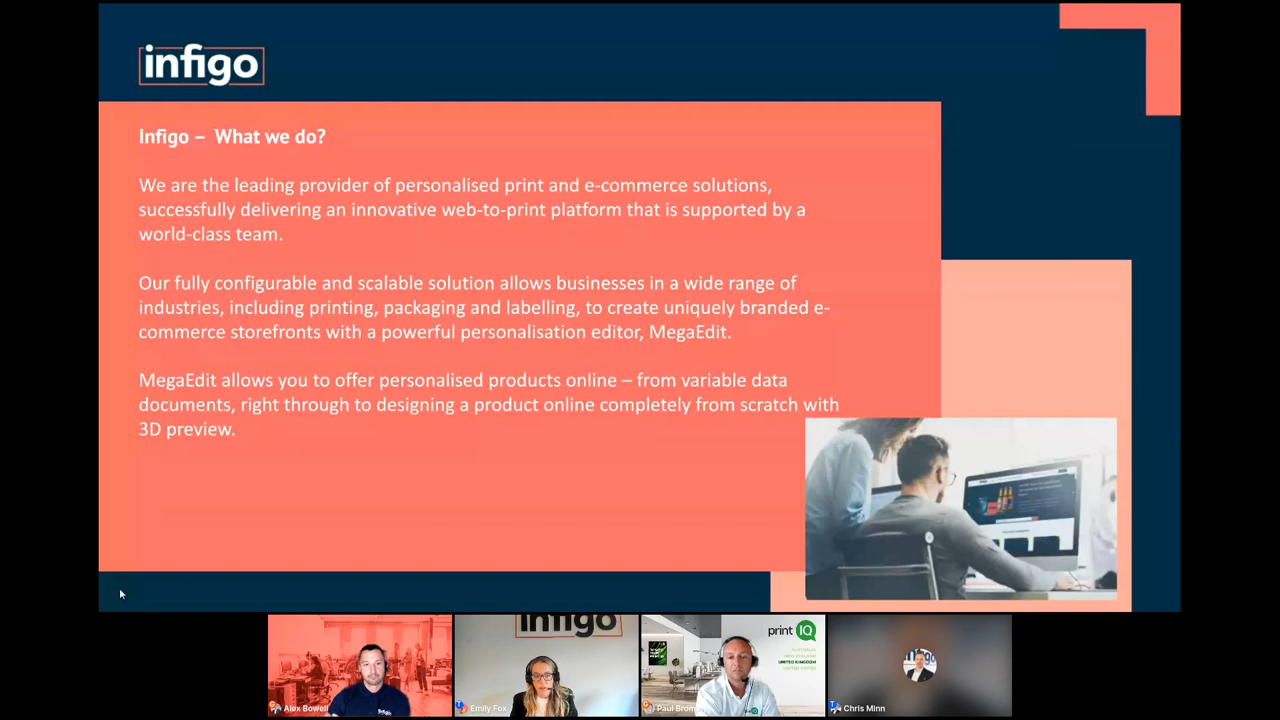 infigo
Infigo – What we do?
We are the leading provider of personalised print and e-commerce solutions,
successfully delivering an innovative web-to-print platform that is supported by a
world-class team.
Our fully configurable and scalable solution allows businesses in a wide range of
industries, including printing, packaging and labelling, to create uniquely branded e-
commerce storefronts with a powerful personalisation editor, MegaEdit.
MegaEdit allows you to offer personalised products online – from variable data
documents, right through to designing a product online completely from scratch with
3D preview.
infigo
print IQ
UNITED KINGDOM
Alex Bowell
Emily Fox
Paul Brom
Chris Minn